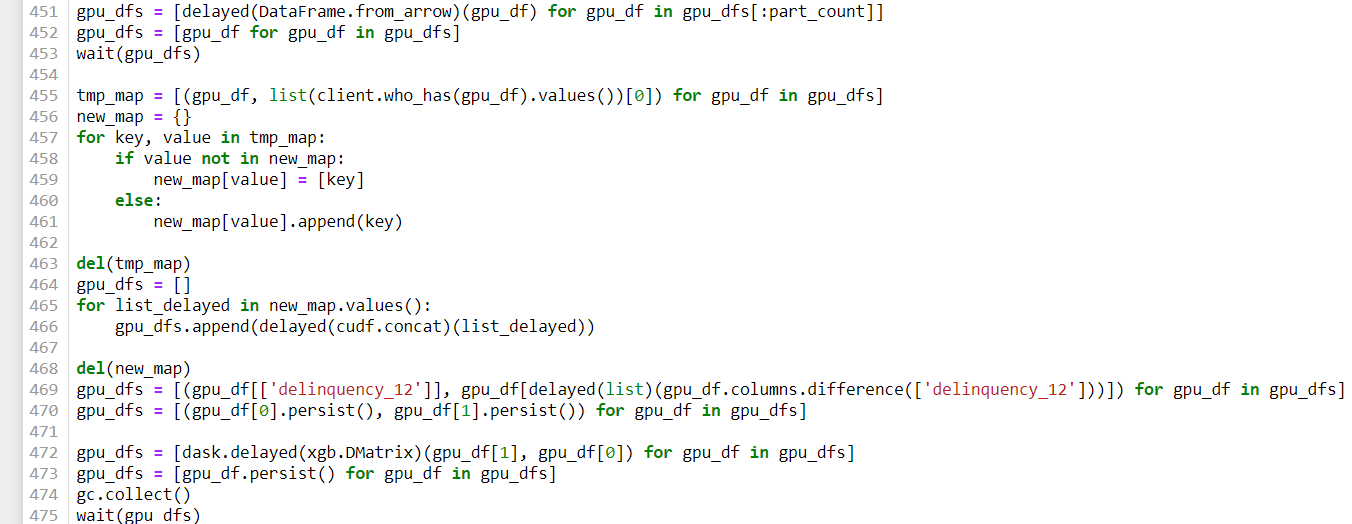 451 gpu_dfs = [delayed(DataFrame.from_arrow)(gpu_df) for gpu_df in gpu_dfs[:part_count]]
452 gpu_dfs = [gpu_df for gpu_df in gpu_dfs]
453 wait(gpu_dfs)
454
455 tmp_map = [(gpu_df, list(client.who_has(gpu_df).values())[0]) for gpu_df in gpu_dfs]
456 new_map = {}
457 for key, value in tmp_map:
458     if value not in new_map:
459         new_map[value] = [key]
460     else:
461         new_map[value].append(key)
462
463 del(tmp_map)
464 gpu_dfs = []
465 for list_delayed in new_map.values():
466     gpu_dfs.append(delayed(cudf.concat)(list_delayed))
467
468 del(new_map)
469 gpu_dfs = [(gpu_df[['delinquency_12']], gpu_df[delayed(list)(gpu_df.columns.difference(['delinquency_12']))]) for gpu_df in gpu_dfs]
470 gpu_dfs = [(gpu_df[0].persist(), gpu_df[1].persist()) for gpu_df in gpu_dfs]
471
472 gpu_dfs = [dask.delayed(xgb.DMatrix)(gpu_df[1], gpu_df[0]) for gpu_df in gpu_dfs]
473 gpu_dfs = [gpu_df.persist() for gpu_df in gpu_dfs]
474 gc.collect()
475 wait(gpu_dfs)